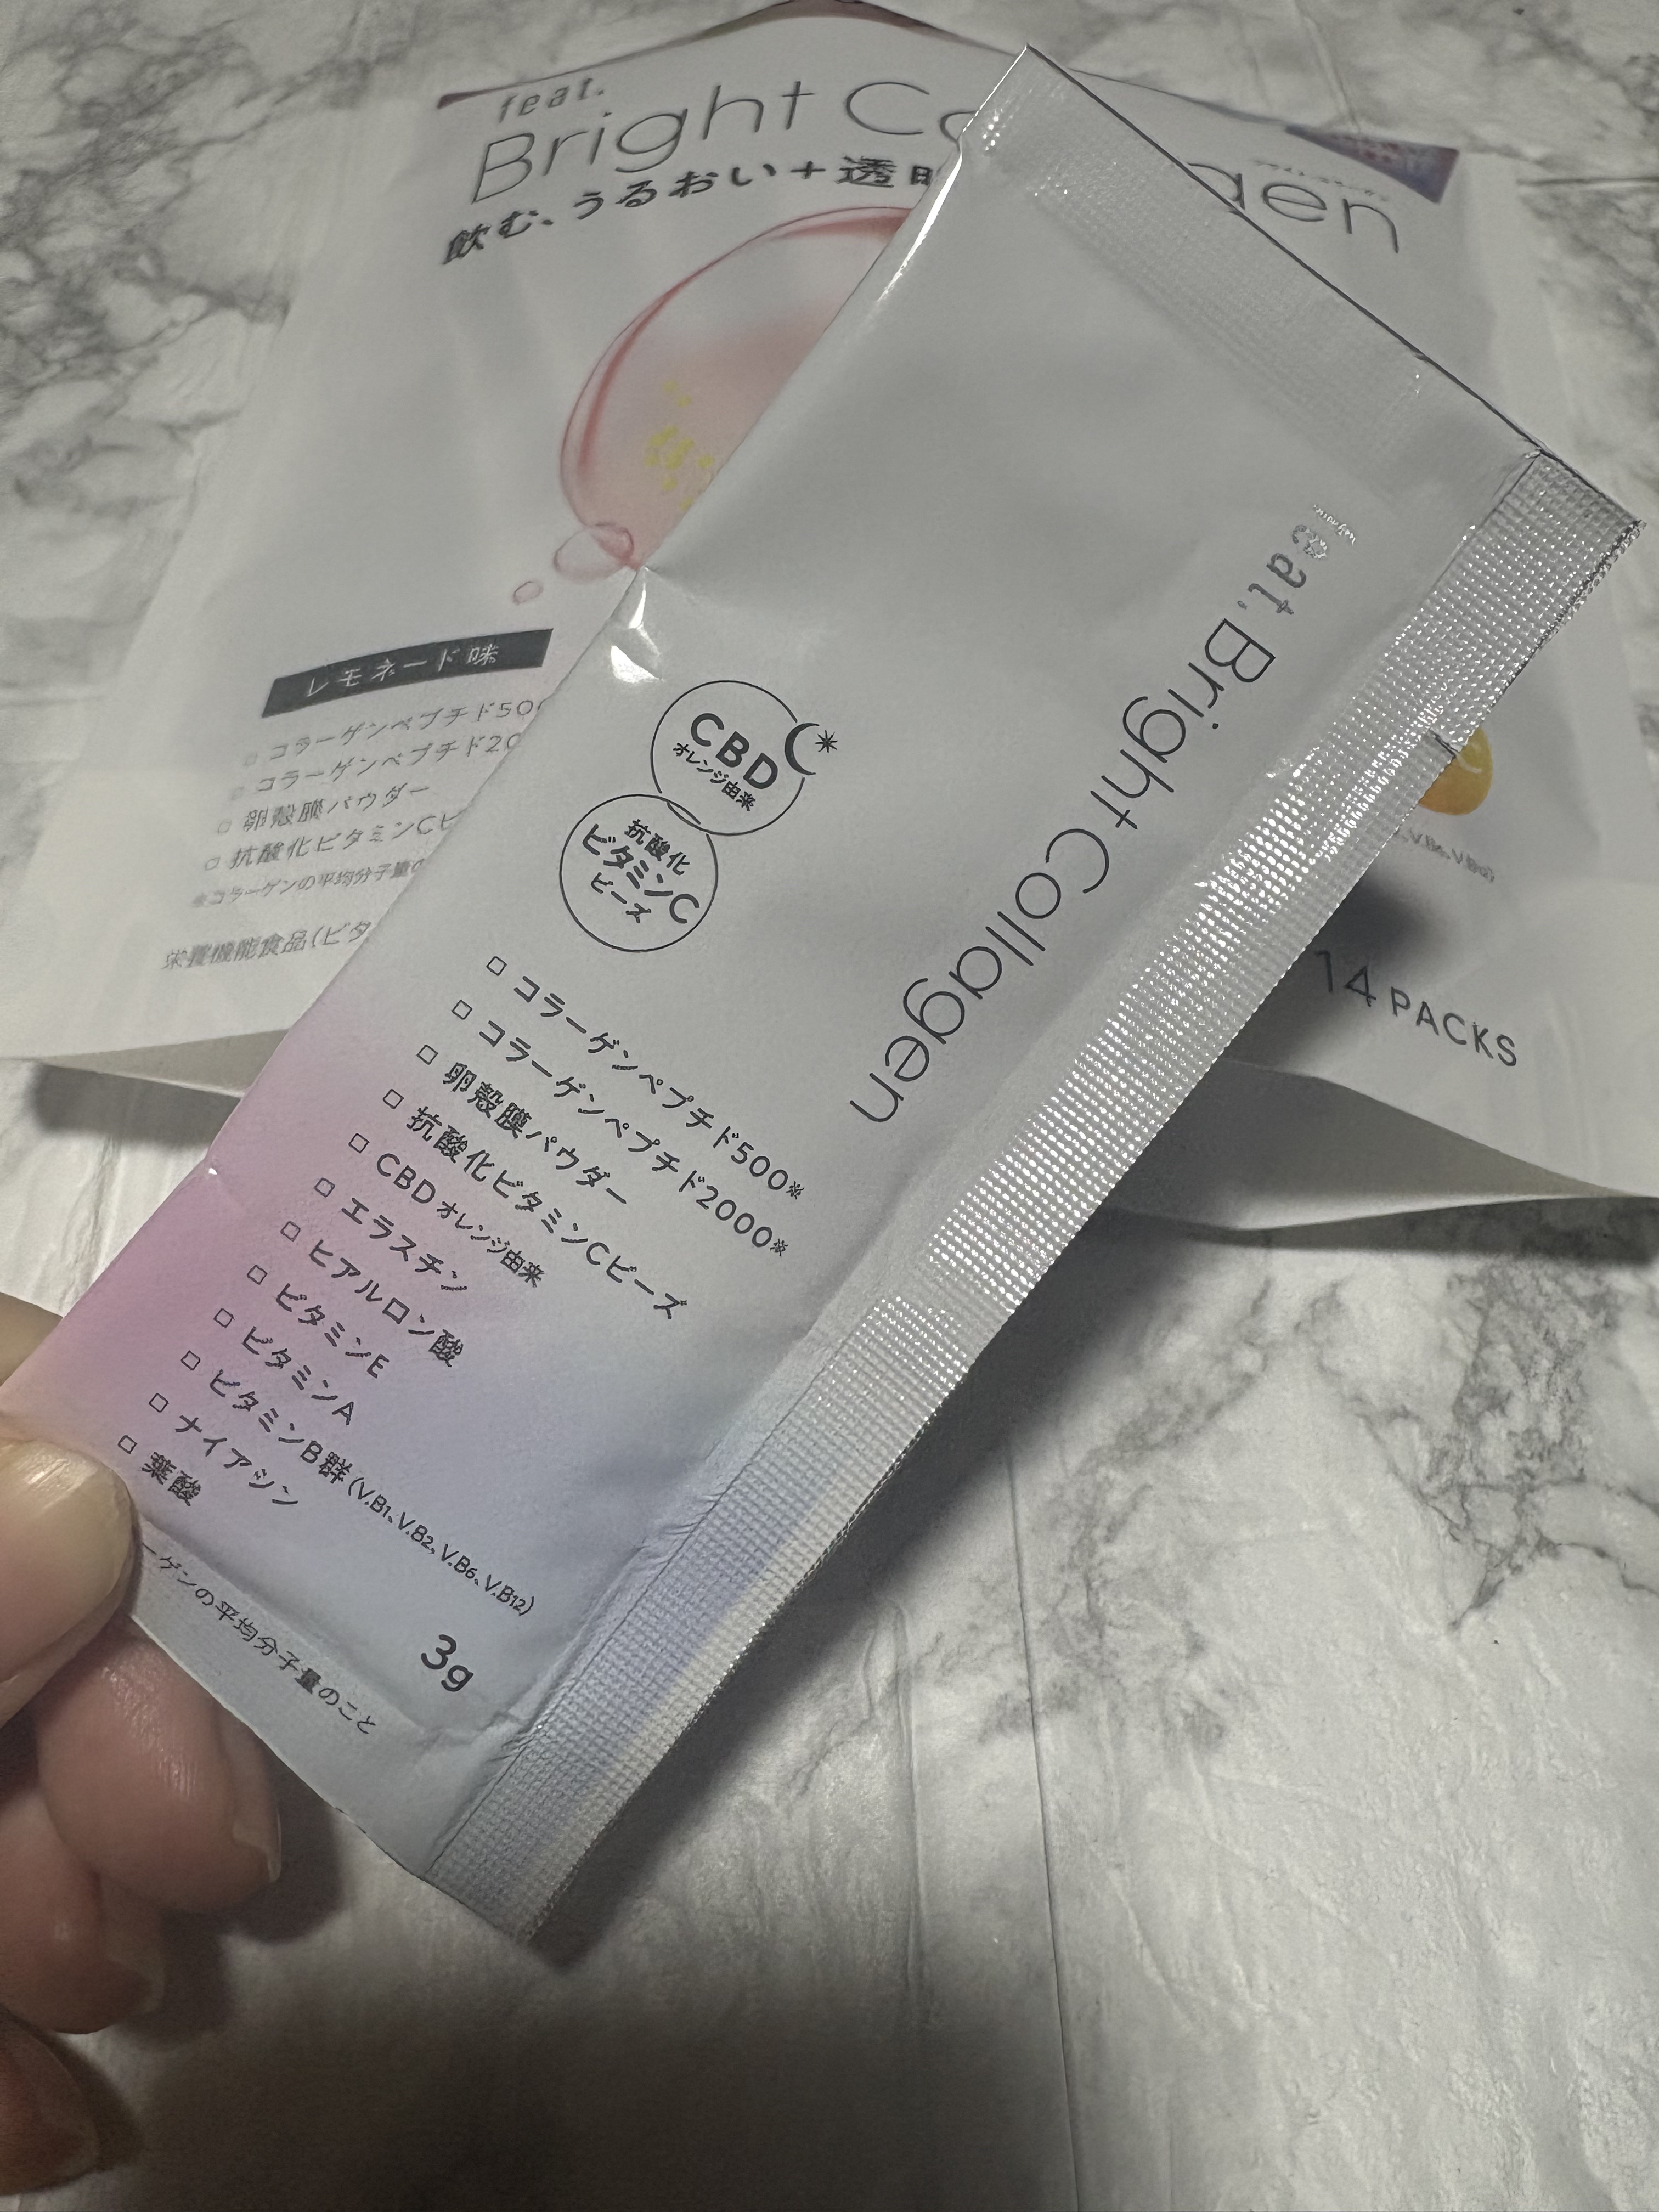 feat.
Bright Co
agen
飲む、うるおい+透明
レモネード味
コラーゲンペプチド500
コラーゲンペプチド20
卵殻膜パウダー
抗酸化ビタミンCビ
※コラーゲンの平均分子量の
栄養機能食品(ビタ
14 PACKS
feat. Bright Collagen
CBD
オレンジ由来
抗酸化
ビタミンC
ビーズ
□ コラーゲンペプチド500※
□ コラーゲンペプチド2000※
□ 卵殻膜パウダー
□ 抗酸化ビタミンCビーズ
□ CBD オレンジ由来
□ エラスチン
□ ヒアルロン酸
□ ビタミンE
□ ビタミンA
□ ビタミンB群(V.B1、V.B2、V.B6、V.B12)
□ ナイアシン
□ 葉酸
ーゲンの平均分子量のこと
3g